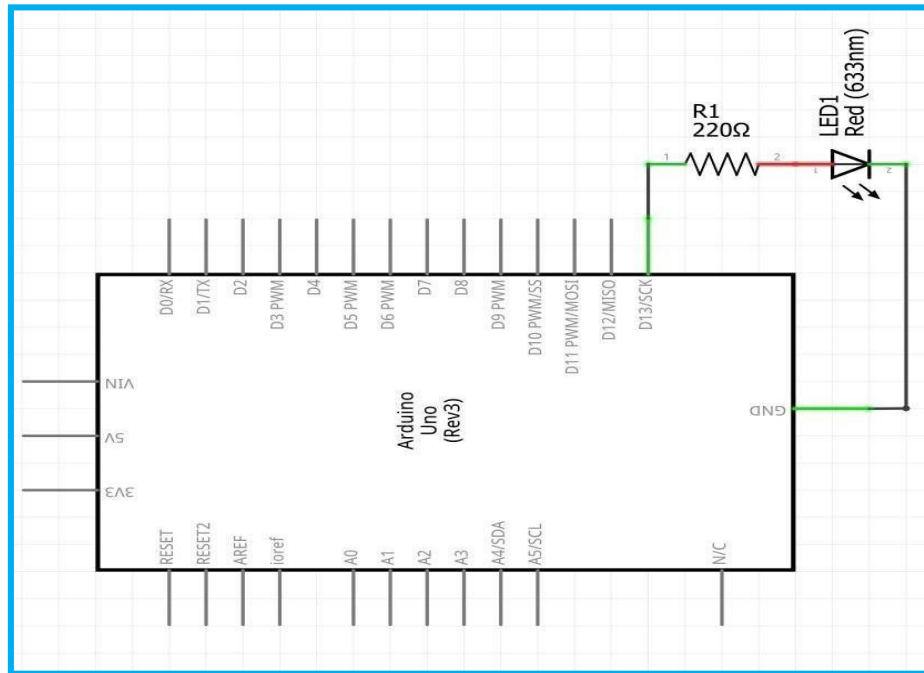 R1
220Ω
1
2
LED1
Red (633nm)
1
2
D0/RX
D1/TX
D2
D3 PWM
D4
D5 PWM
D6 PWM
D7
D8
D9 PWM
D10 PWM/SS
D11 PWM/MOSI
D12/MISO
D13/SCK
VIN
5V
3V3
Arduino
Uno
(Rev3)
GND
RESET
RESET2
AREF
ioref
A0
A1
A2
A3
A4/SDA
A5/SCL
N/C